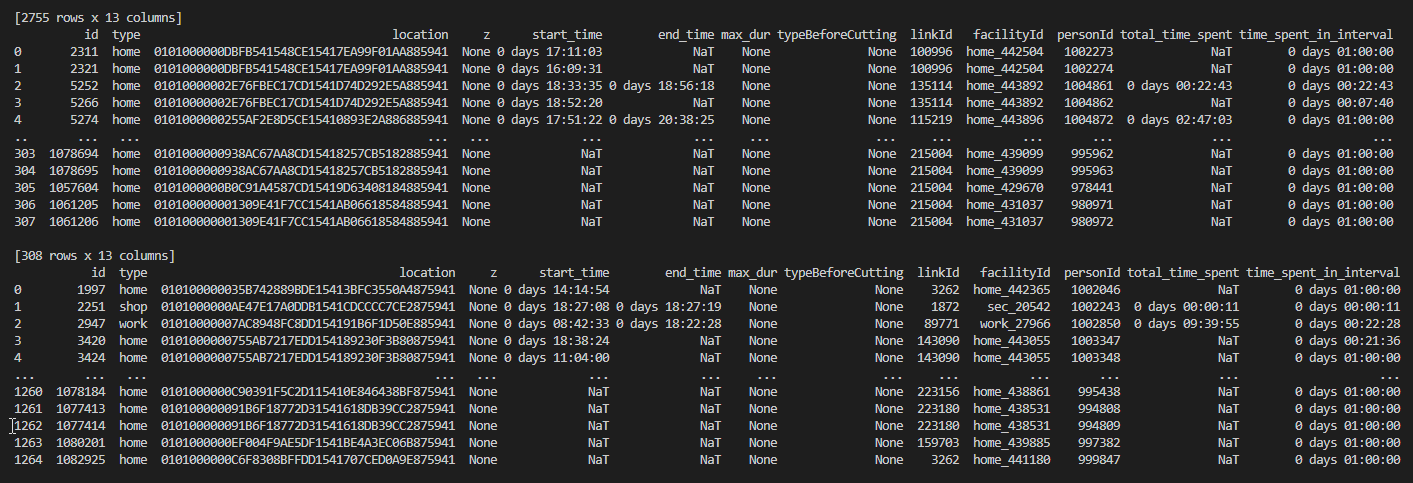 [2755 rows x 13 columns]
id type location z start_time end_time max_dur typeBeforeCutting linkId facilityId personId total_time_spent time_spent_in_interval
0 2311 home 0101000000DBFB541548CE15417EA99F01AA885941 None 0 days 17:11:03 NaT None None 100996 home_442504 1002273 NaT 0 days 01:00:00
1 2321 home 0101000000DBFB541548CE15417EA99F01AA885941 None 0 days 16:09:31 NaT None None 100996 home_442504 1002274 NaT 0 days 01:00:00
2 5252 home 01010000002E76FBEC17CD1541D74D292E5A885941 None 0 days 18:33:35 0 days 18:56:18 None None 135114 home_443892 1004861 0 days 00:22:43 0 days 00:22:43
3 5266 home 01010000002E76FBEC17CD1541D74D292E5A885941 None 0 days 18:52:20 NaT None None 135114 home_443892 1004862 NaT 0 days 00:07:40
4 5274 home 0101000000255AF2E8D5CE15410893E2A886885941 None 0 days 17:51:22 0 days 20:38:25 None None 115219 home_443896 1004872 0 days 02:47:03 0 days 01:00:00
.. ... ... ... ... ... ... ... ... ... ... ... ... ...
303 1078694 home 0101000000938AC67AA8CD15418257CB5182885941 None NaT NaT None None 215004 home_439099 995962 NaT 0 days 01:00:00
304 1078695 home 0101000000938AC67AA8CD15418257CB5182885941 None NaT NaT None None 215004 home_439099 995963 NaT 0 days 01:00:00
305 1057604 home 0101000000B0C91A4587CD15419D63408184885941 None NaT NaT None None 215004 home_429670 978441 NaT 0 days 01:00:00
306 1061205 home 010100000001309E41F7CC1541AB06618584885941 None NaT NaT None None 215004 home_431037 980971 NaT 0 days 01:00:00
307 1061206 home 010100000001309E41F7CC1541AB06618584885941 None NaT NaT None None 215004 home_431037 980972 NaT 0 days 01:00:00
[308 rows x 13 columns]
id type location z start_time end_time max_dur typeBeforeCutting linkId facilityId personId total_time_spent time_spent_in_interval
0 1997 home 010100000035B742889BDE15413BFC3550A4875941 None 0 days 14:14:54 NaT None None 3262 home_442365 1002046 NaT 0 days 01:00:00
1 2251 shop 0101000000AE47E17A0DDB1541CDCCCC7CE2875941 None 0 days 18:27:08 0 days 18:27:19 None None 1872 sec_20542 1002243 0 days 00:00:11 0 days 00:00:11
2 2947 work 01010000007AC8948FC8DD154191B6F1D50E885941 None 0 days 08:42:33 0 days 18:22:28 None None 89771 work_27966 1002850 0 days 09:39:55 0 days 00:22:28
3 3420 home 0101000000755AB7217EDD154189230F3B80875941 None 0 days 18:38:24 NaT None None 143090 home_443055 1003347 NaT 0 days 00:21:36
4 3424 home 0101000000755AB7217EDD154189230F3B80875941 None 0 days 11:04:00 NaT None None 143090 home_443055 1003348 NaT 0 days 01:00:00
... ... ... ... ... ... ... ... ... ... ... ... ... ...
1260 1078184 home 0101000000C90391F5C2D115410E846438BF875941 None NaT NaT None None 223156 home_438861 995438 NaT 0 days 01:00:00
1261 1077413 home 010100000091B6F18772D31541618DB39CC2875941 None NaT NaT None None 223180 home_438531 994808 NaT 0 days 01:00:00
1262 1077414 home 010100000091B6F18772D31541618DB39CC2875941 None NaT NaT None None 223180 home_438531 994809 NaT 0 days 01:00:00
1263 1080201 home 0101000000EF004F9AE5DF1541BE4A3EC06B875941 None NaT NaT None None 159703 home_439885 997382 NaT 0 days 01:00:00
1264 1082925 home 0101000000C6F8308BFFDD1541707CED0A9E875941 None NaT NaT None None 3262 home_441180 999847 NaT 0 days 01:00:00